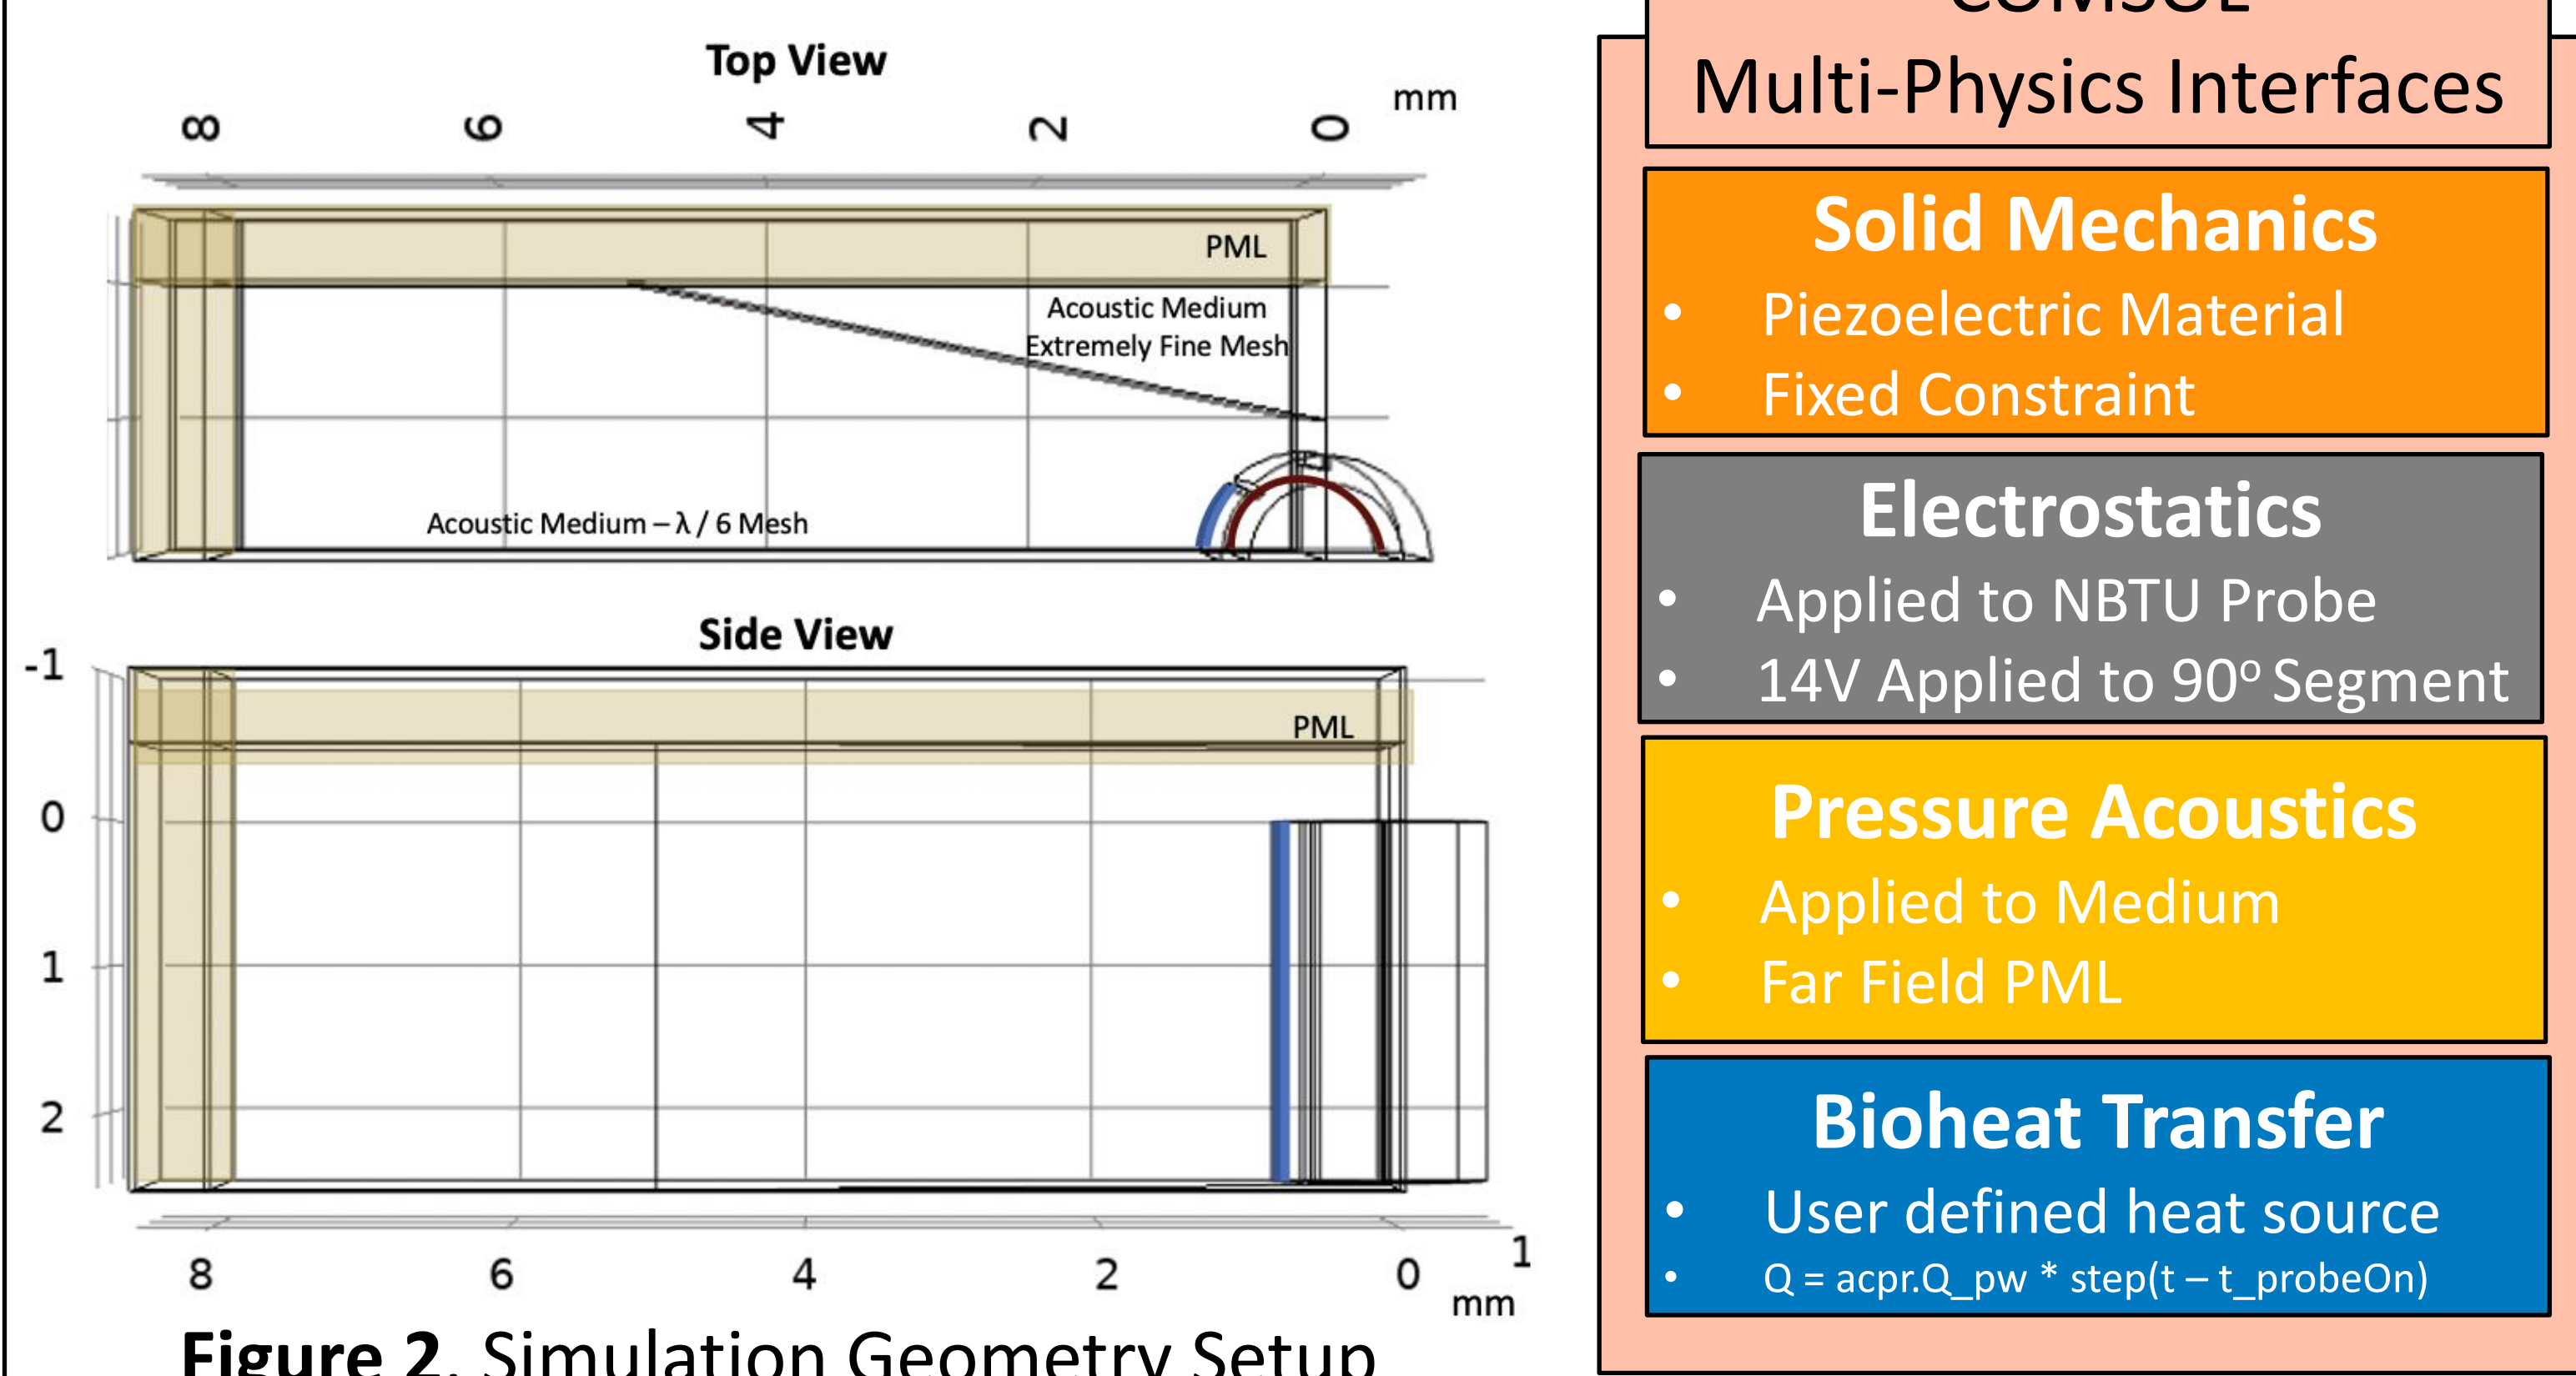 Top View
mm
8 6 4 2 0
PML
Acoustic Medium
Extremely Fine Mesh
Acoustic Medium – λ / 6 Mesh
Side View
-1
PML
0
1
2
8 6 4 2 0 1
mm
Figure 2. Simulation Geometry Setup
COMSOL
Multi-Physics Interfaces
Solid Mechanics
• Piezoelectric Material
• Fixed Constraint
Electrostatics
• Applied to NBTU Probe
• 14V Applied to 90° Segment
Pressure Acoustics
• Applied to Medium
• Far Field PML
Bioheat Transfer
• User defined heat source
• Q = acpr.Q_pw * step(t – t_probeOn)